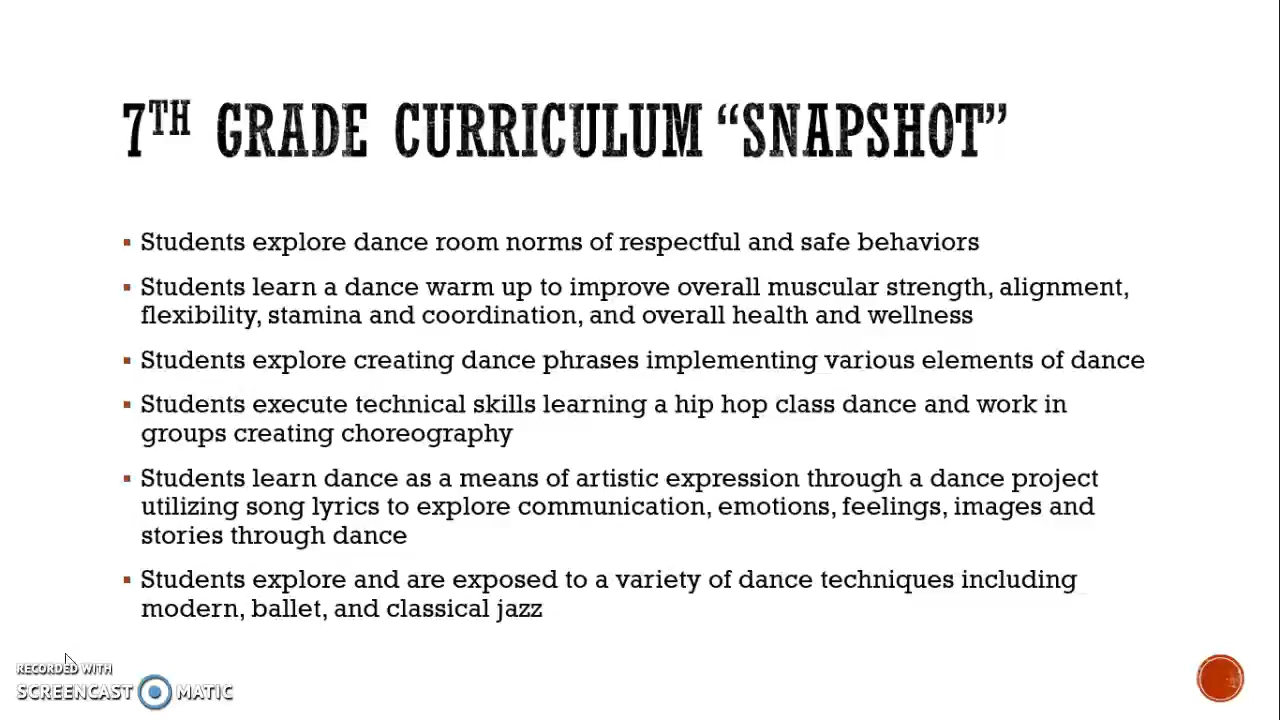 7TH GRADE CURRICULUM “SNAPSHOT”
▪ Students explore dance room norms of respectful and safe behaviors
▪ Students learn a dance warm up to improve overall muscular strength, alignment,
flexibility, stamina and coordination, and overall health and wellness
▪ Students explore creating dance phrases implementing various elements of dance
▪ Students execute technical skills learning a hip hop class dance and work in
groups creating choreography
▪ Students learn dance as a means of artistic expression through a dance project
utilizing song lyrics to explore communication, emotions, feelings, images and
stories through dance
▪ Students explore and are exposed to a variety of dance techniques including
modern, ballet, and classical jazz
RECORDED WITH
SCREENCAST MATIC